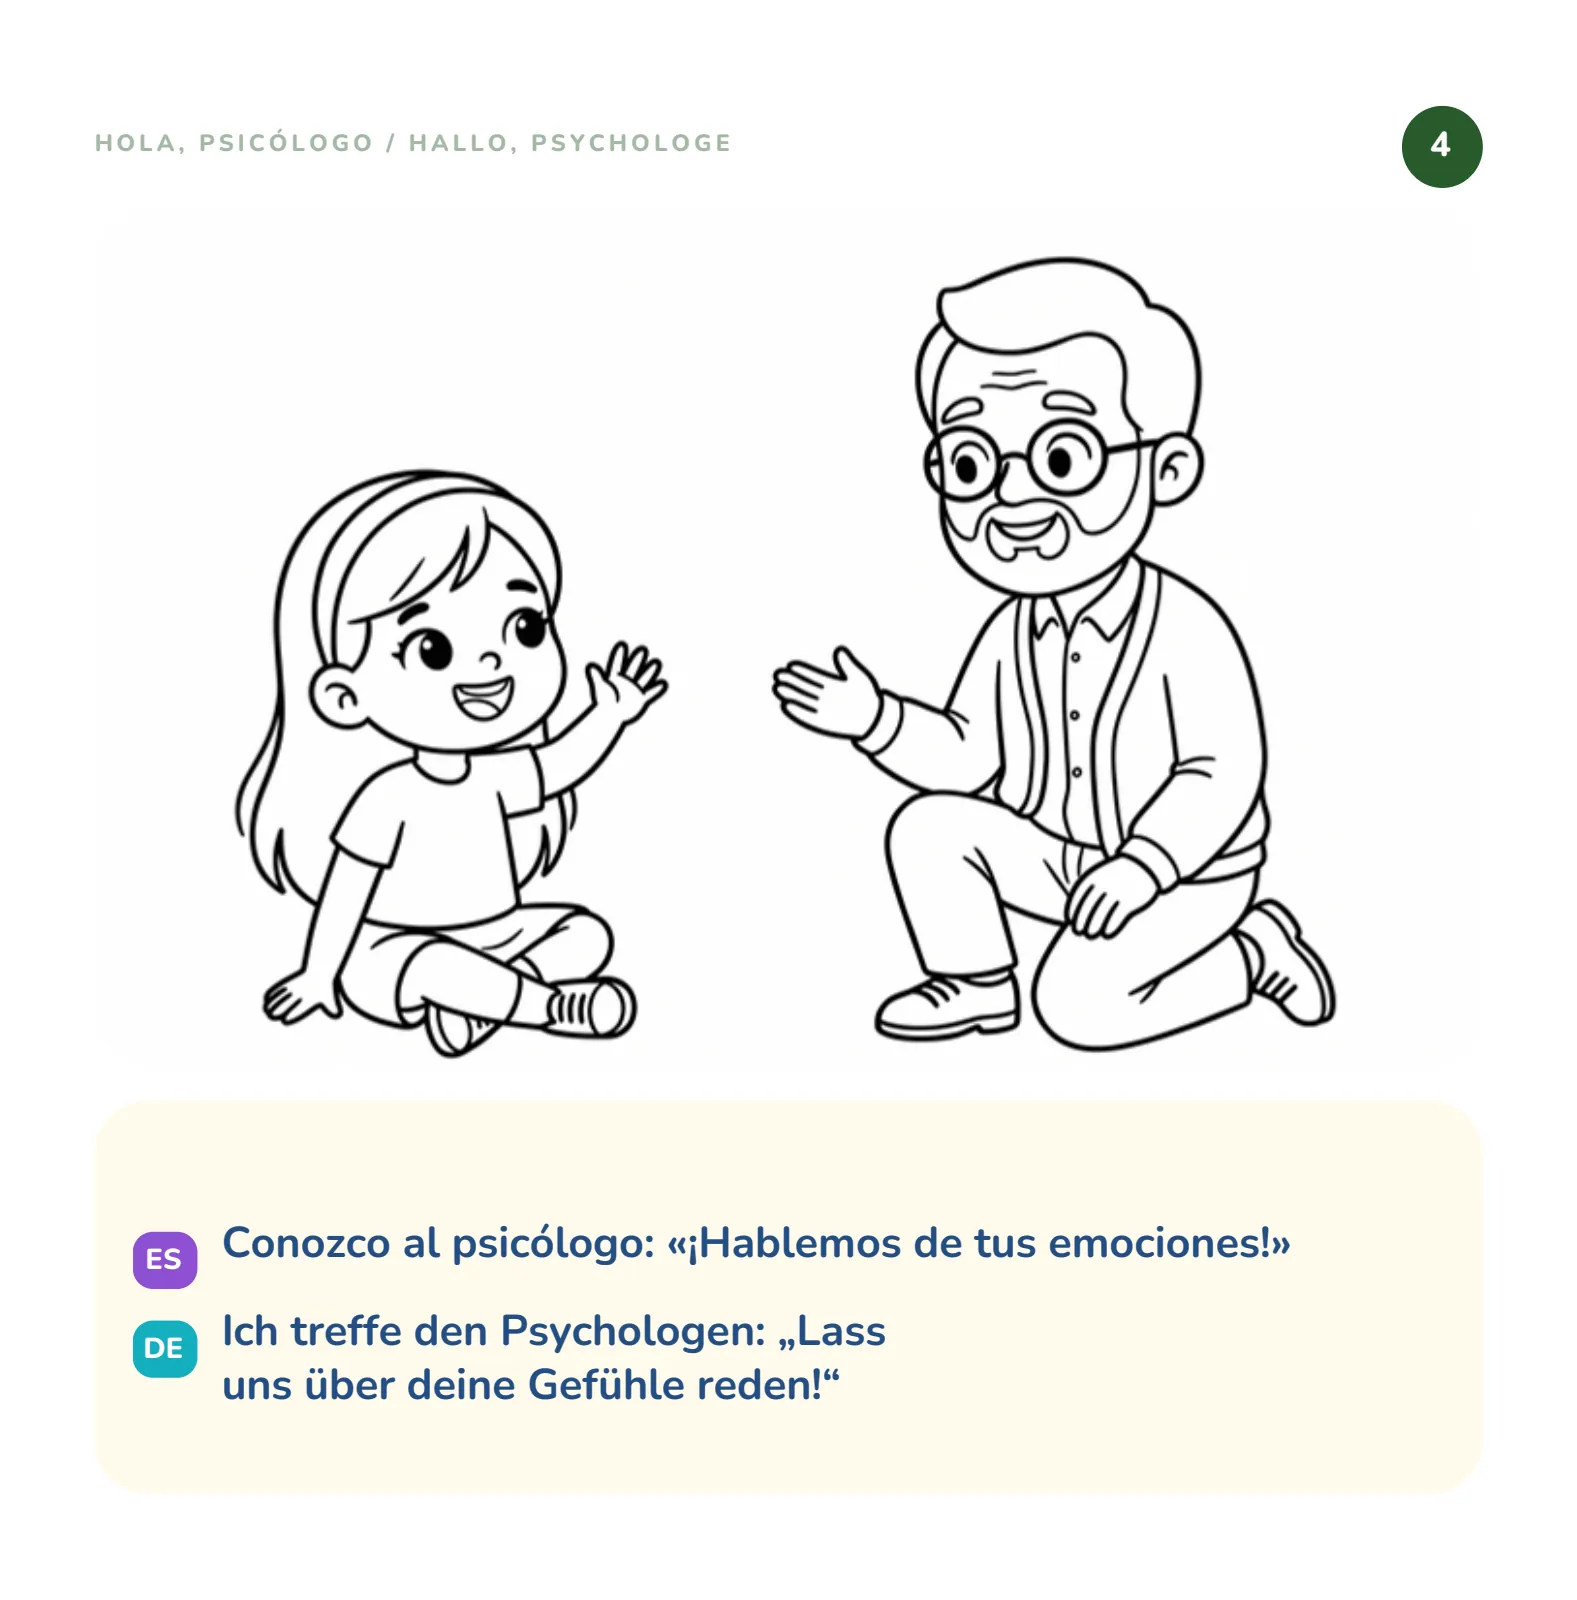 HOLA, PSICÓLOGO / HALLO, PSYCHOLOGE
4
ES Conozco al psicólogo: «¡Hablemos de tus emociones!»
DE Ich treffe den Psychologen: „Lass
uns über deine Gefühle reden!“